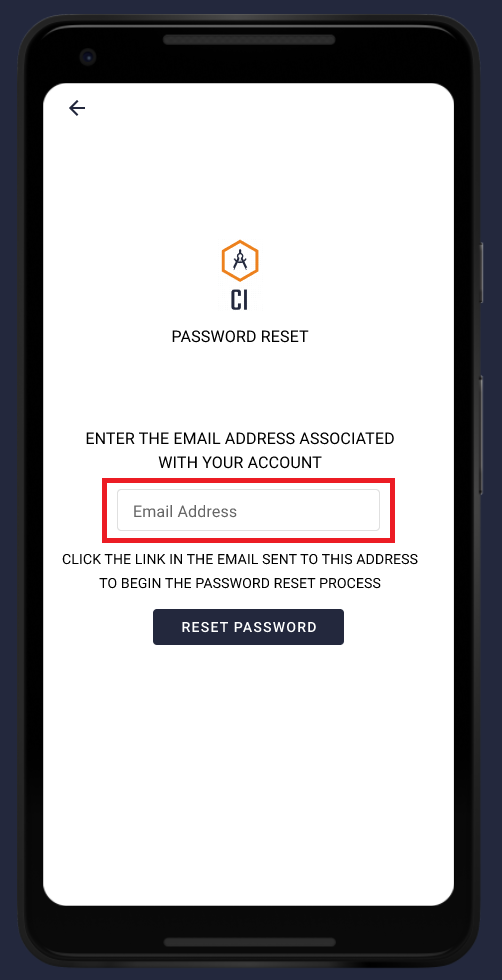 CI
PASSWORD RESET
ENTER THE EMAIL ADDRESS ASSOCIATED
WITH YOUR ACCOUNT
Email Address
CLICK THE LINK IN THE EMAIL SENT TO THIS ADDRESS
TO BEGIN THE PASSWORD RESET PROCESS
RESET PASSWORD